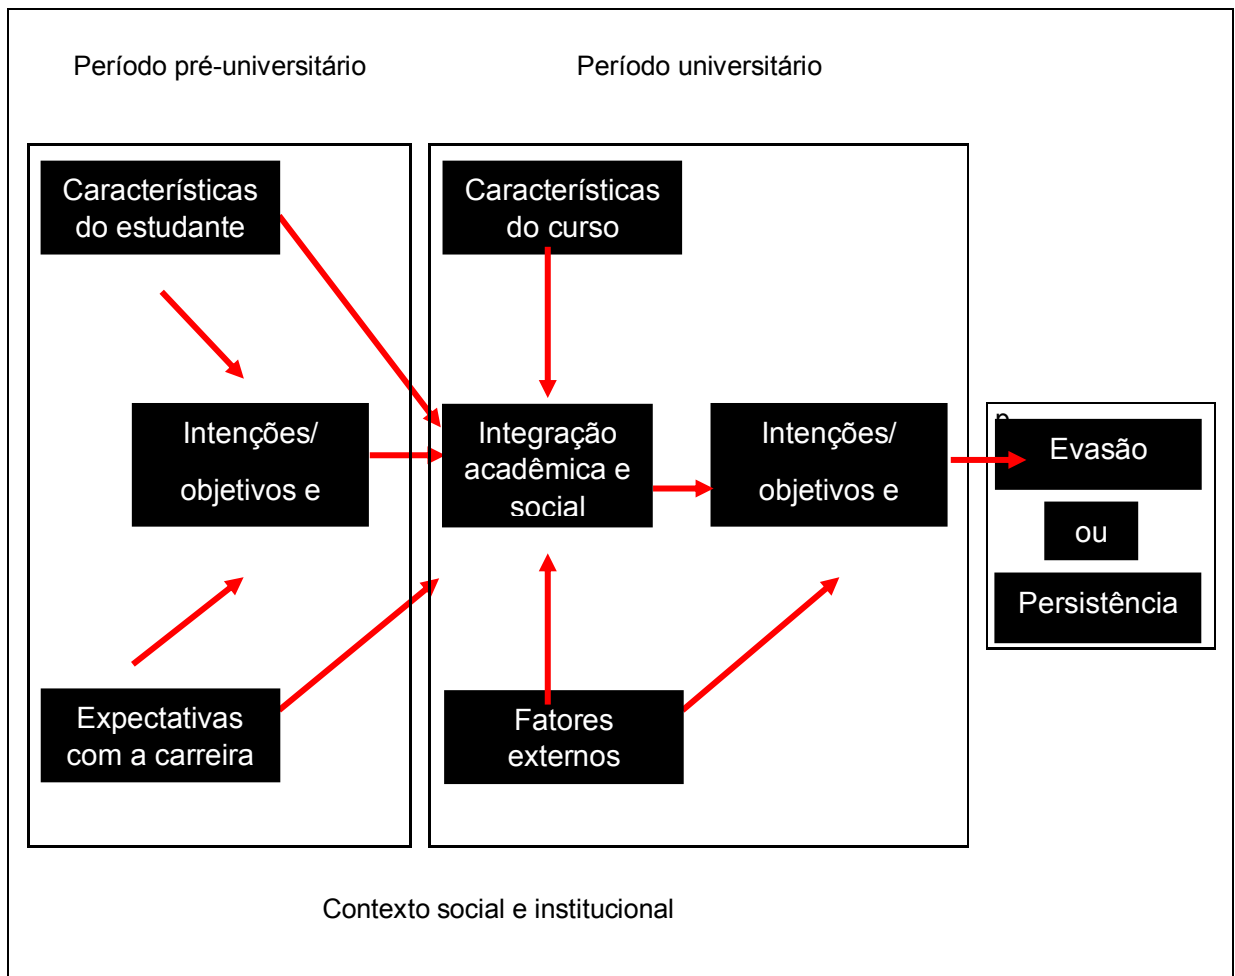 Período pré-universitário
Período universitário
Características
do estudante
Características
do curso
Intenções/
objetivos e
Integração
acadêmica e
social
Intenções/
objetivos e
Evasão
ou
Persistência
Expectativas
com a carreira
Fatores
externos
Contexto social e institucional